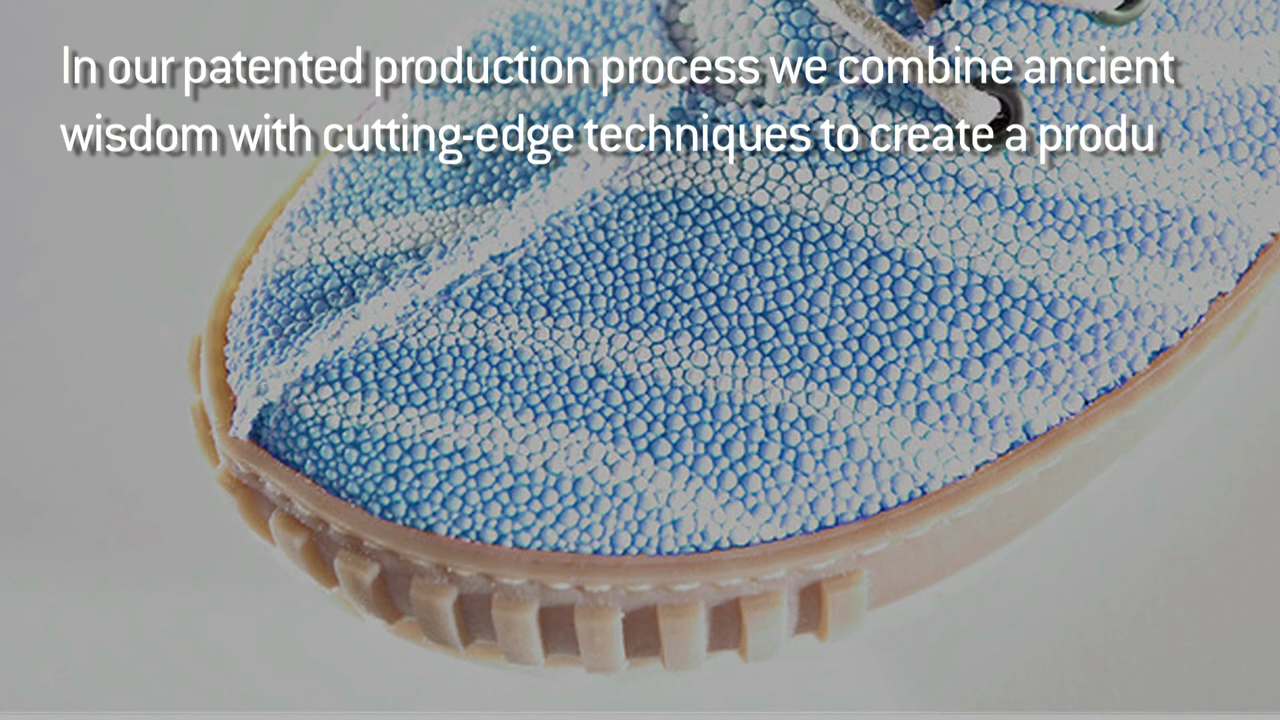 In our patented production process we combine ancient
wisdom with cutting-edge techniques to create a produ